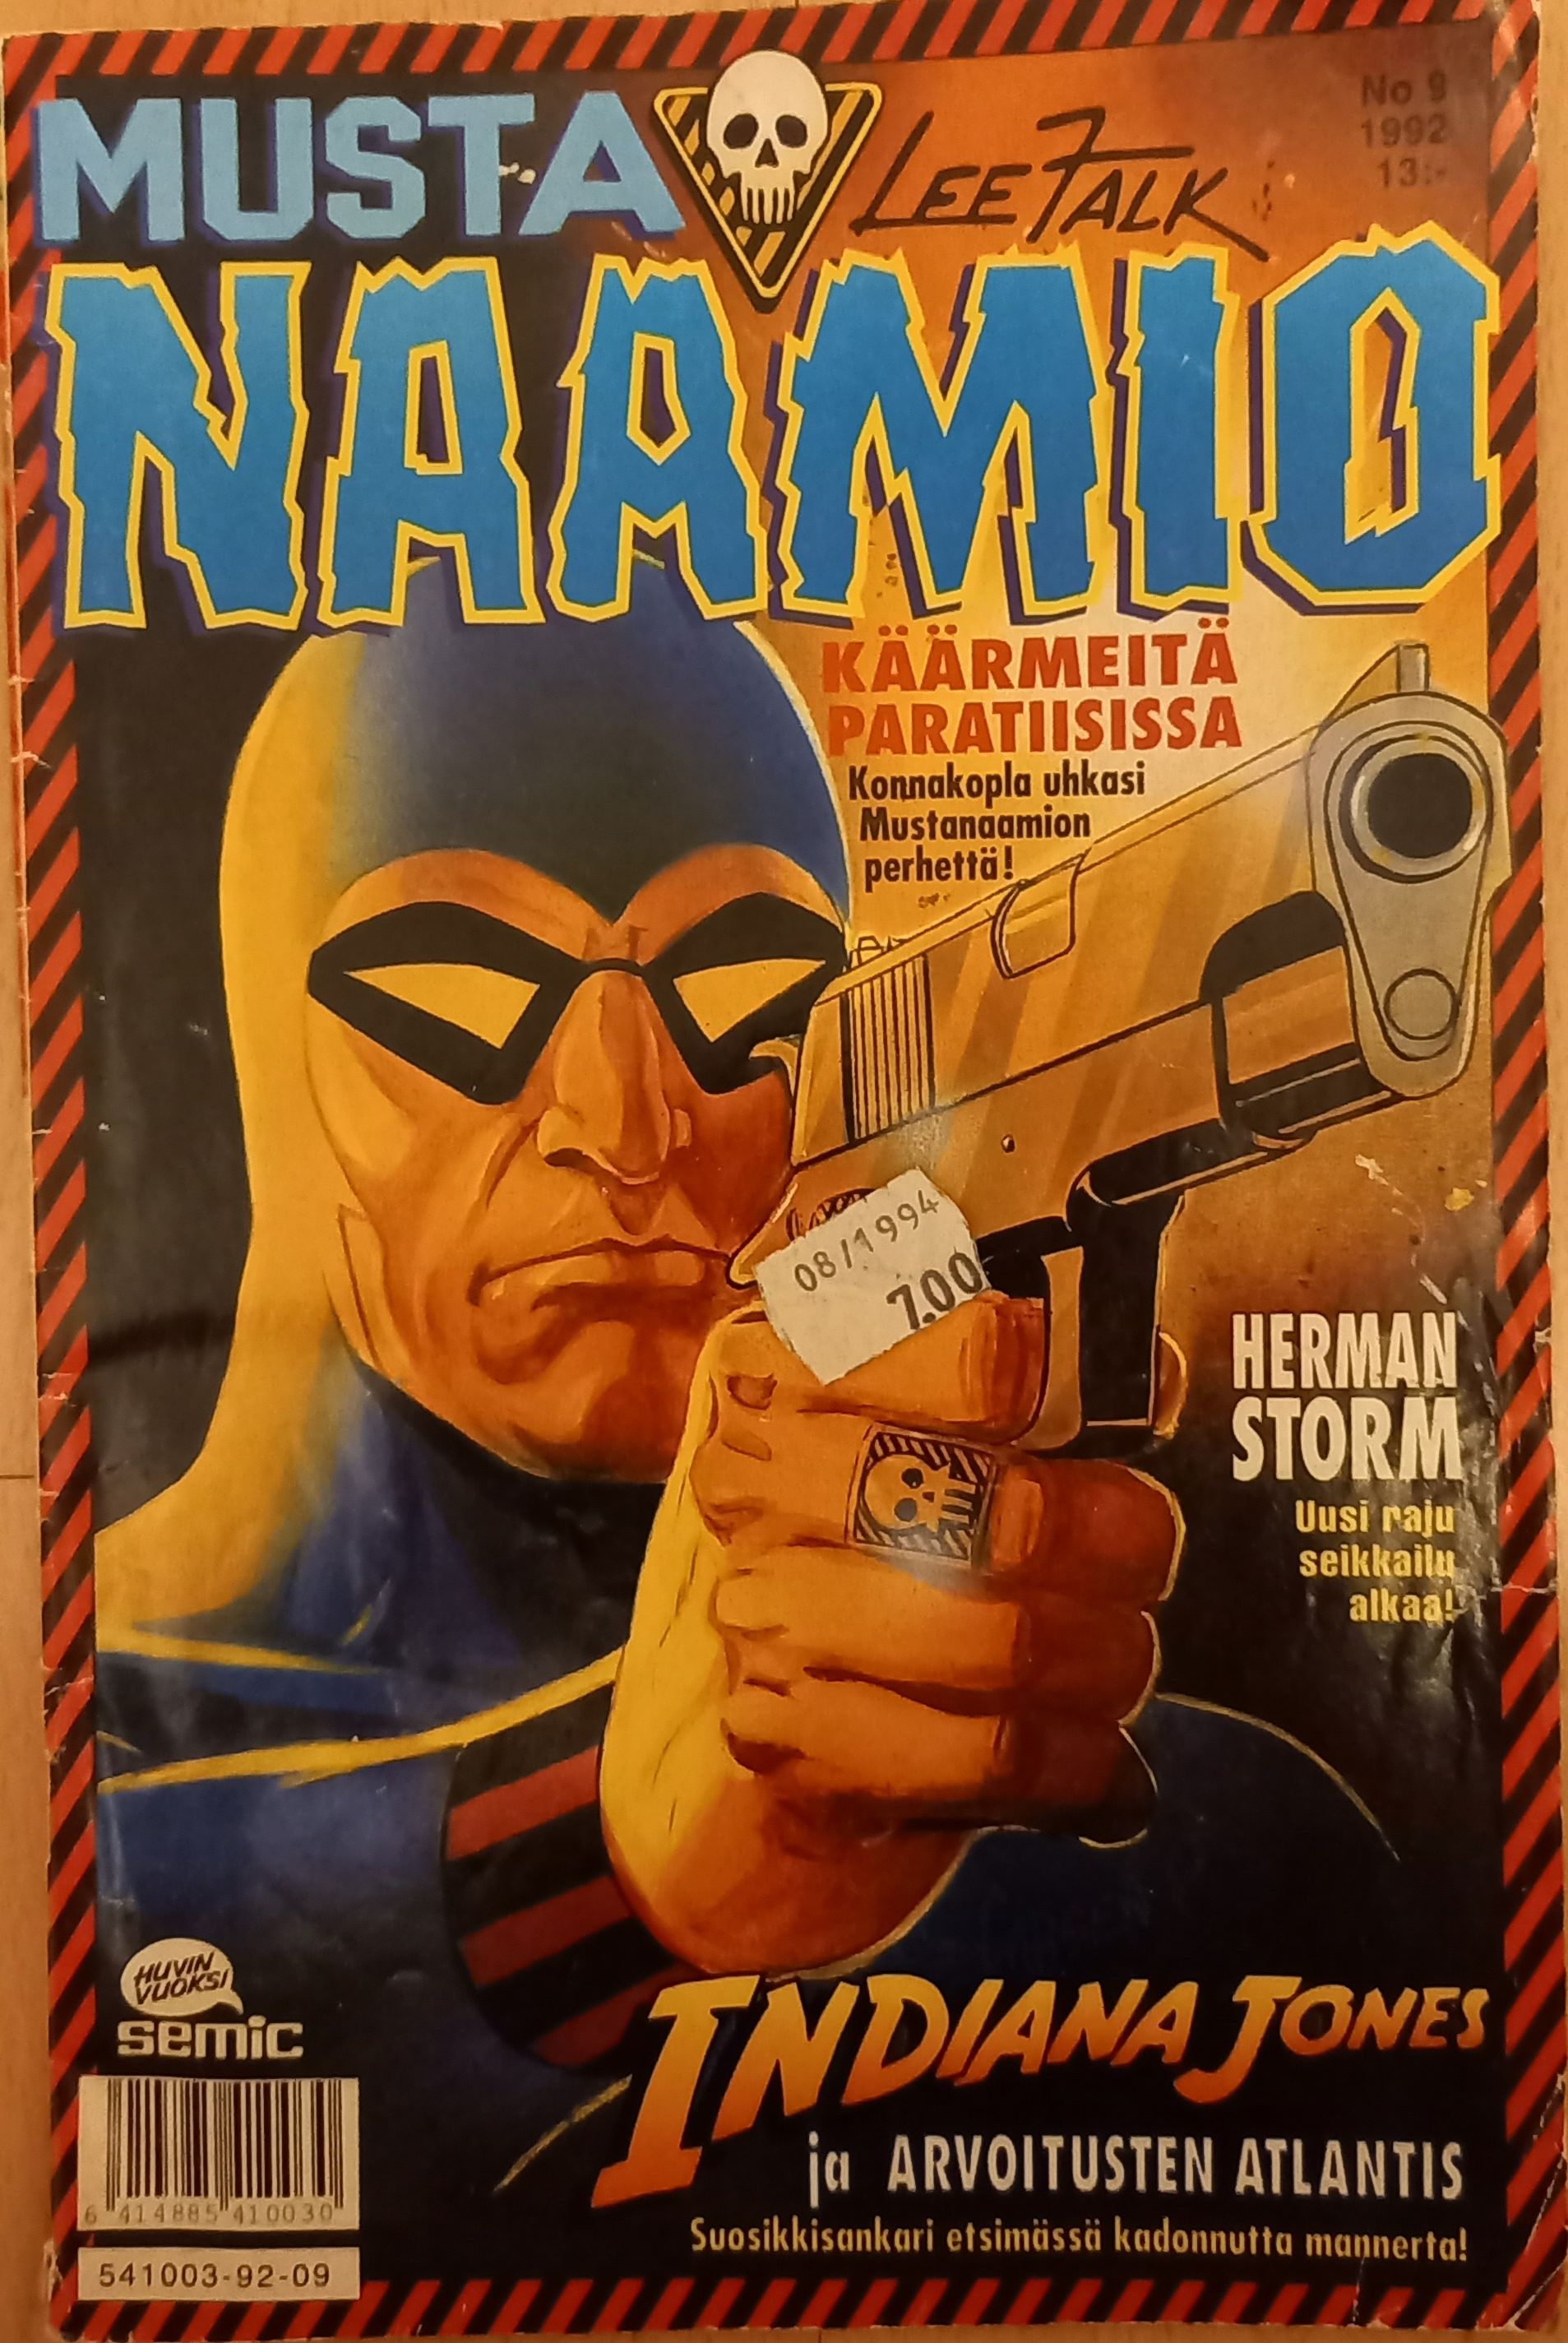 MUSTA
LEE FALK
No 9
1992
13:-
NAAMIO
KÄÄRMEITÄ
PARATIISISSA
Konnakopla uhkasi
Mustanaamion
perhettä!
08/1994
7.00
HERMAN
STORM
Uusi raju
seikkailu
alkaa!
HUVIN
VUOKSI
semic
INDIANA JONES
ja ARVOITUSTEN ATLANTIS
Suosikkisankari etsimässä kadonnutta mannerta!
6 414885 410030
541003-92-09